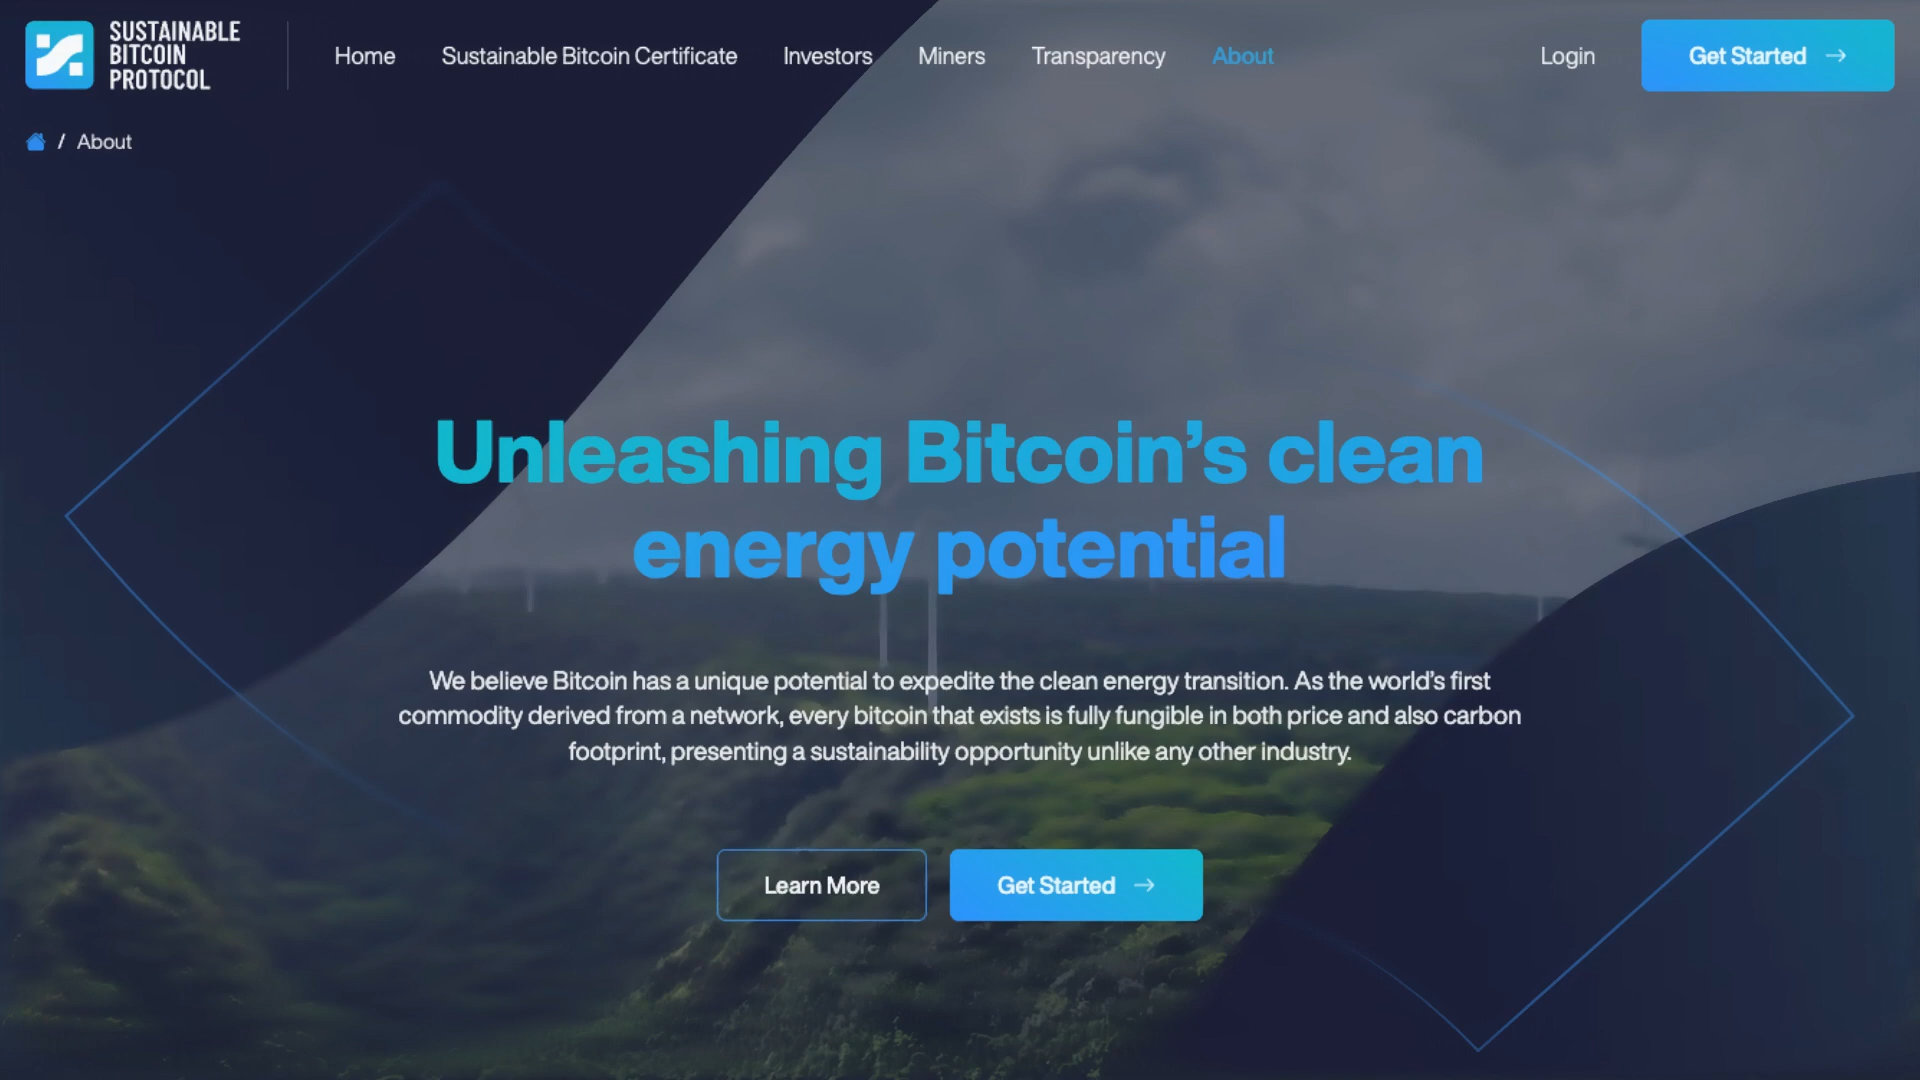 SUSTAINABLE
BITCOIN
PROTOCOL
Home
Sustainable Bitcoin Certificate
Investors
Miners
Transparency
About
Login
Get Started →
/ About
Unleashing Bitcoin’s clean
energy potential
We believe Bitcoin has a unique potential to expedite the clean energy transition. As the world’s first
commodity derived from a network, every bitcoin that exists is fully fungible in both price and also carbon
footprint, presenting a sustainability opportunity unlike any other industry.
Learn More
Get Started →